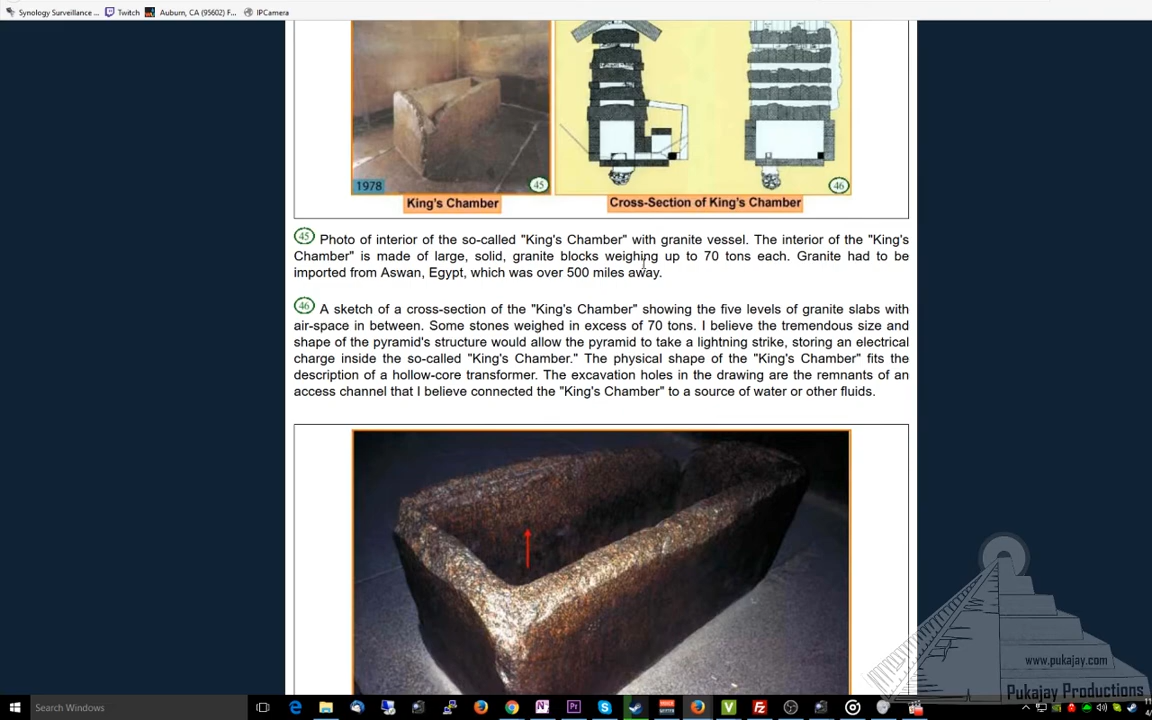 Synology Surveillance ... Twitch Auburn, CA (95602) F... IPCamera
1978
45
46
King's Chamber
Cross-Section of King's Chamber
45 Photo of interior of the so-called "King's Chamber" with granite vessel. The interior of the "King's
Chamber" is made of large, solid, granite blocks weighing up to 70 tons each. Granite had to be
imported from Aswan, Egypt, which was over 500 miles away.
46 A sketch of a cross-section of the "King's Chamber" showing the five levels of granite slabs with
air-space in between. Some stones weighed in excess of 70 tons. I believe the tremendous size and
shape of the pyramid's structure would allow the pyramid to take a lightning strike, storing an electrical
charge inside the so-called "King's Chamber." The physical shape of the "King's Chamber" fits the
description of a hollow-core transformer. The excavation holes in the drawing are the remnants of an
access channel that I believe connected the "King's Chamber" to a source of water or other fluids.
www.pukajay.com
Pukajay Productions
Search Windows